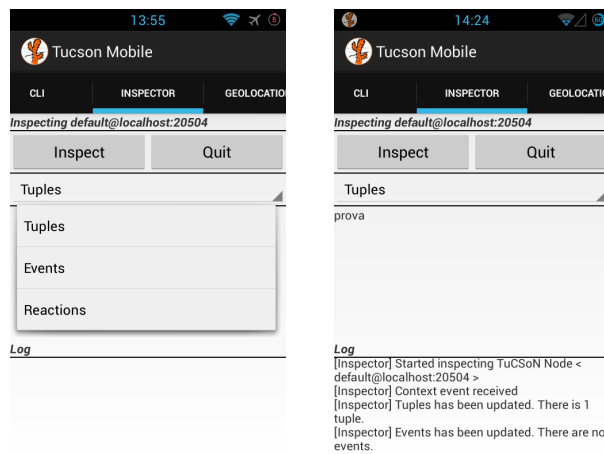 13:55
5
Tucson Mobile
CLI INSPECTOR GEOLOCATIO
Inspecting default@localhost:20504
Inspect Quit
Tuples
Tuples
Events
Reactions
Log
14:24
60
Tucson Mobile
CLI INSPECTOR GEOLOCATI
Inspecting default@localhost:20504
Inspect Quit
Tuples
prova
Log
[Inspector] Started inspecting TuCSoN Node <
default@localhost:20504 >
[Inspector] Context event received
[Inspector] Tuples has been updated. There is 1
tuple.
[Inspector] Events has been updated. There are no
events.